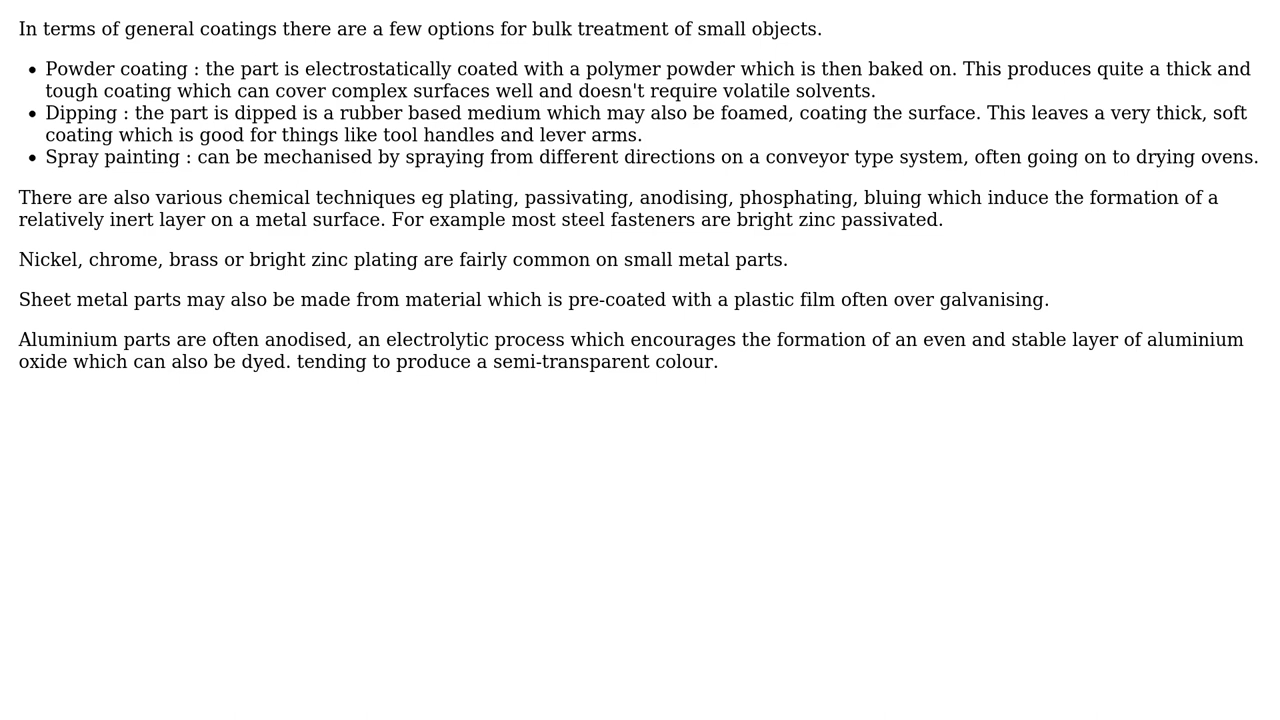 In terms of general coatings there are a few options for bulk treatment of small objects.
• Powder coating : the part is electrostatically coated with a polymer powder which is then baked on. This produces quite a thick and
tough coating which can cover complex surfaces well and doesn't require volatile solvents.
• Dipping : the part is dipped is a rubber based medium which may also be foamed, coating the surface. This leaves a very thick, soft
coating which is good for things like tool handles and lever arms.
• Spray painting : can be mechanised by spraying from different directions on a conveyor type system, often going on to drying ovens.
There are also various chemical techniques eg plating, passivating, anodising, phosphating, bluing which induce the formation of a
relatively inert layer on a metal surface. For example most steel fasteners are bright zinc passivated.
Nickel, chrome, brass or bright zinc plating are fairly common on small metal parts.
Sheet metal parts may also be made from material which is pre-coated with a plastic film often over galvanising.
Aluminium parts are often anodised, an electrolytic process which encourages the formation of an even and stable layer of aluminium
oxide which can also be dyed. tending to produce a semi-transparent colour.